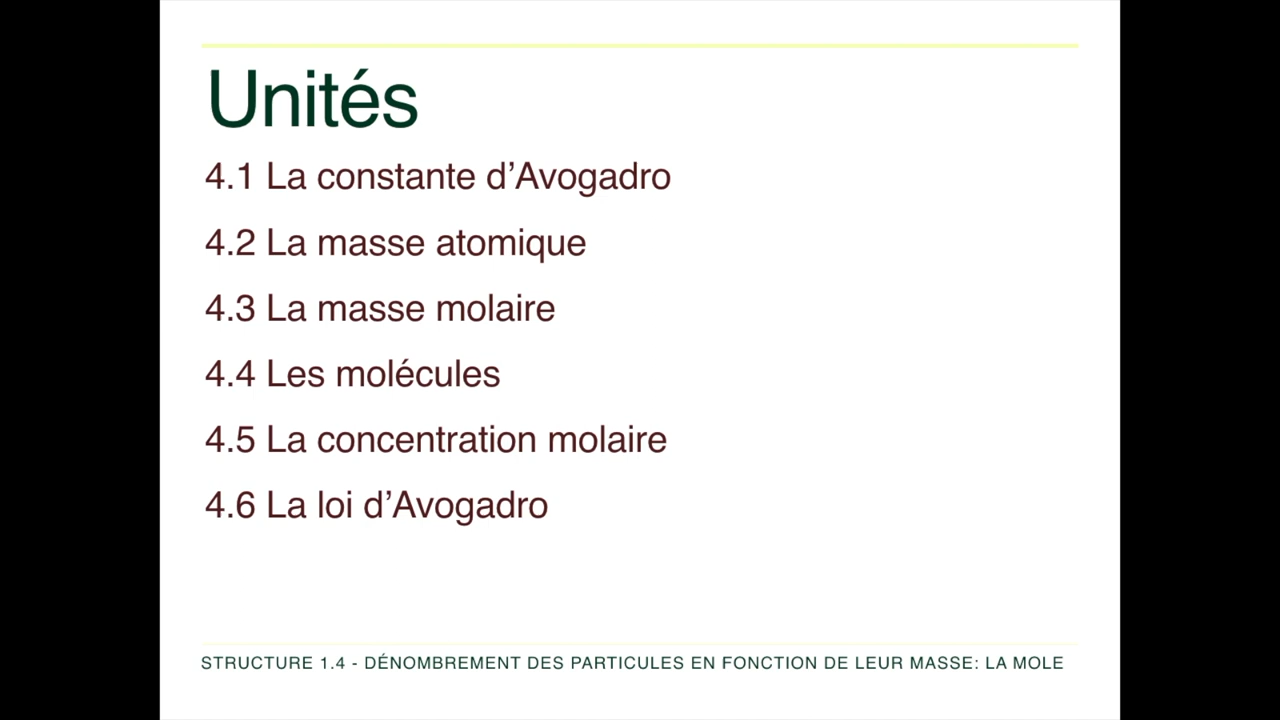 Unités
4.1 La constante d’Avogadro
4.2 La masse atomique
4.3 La masse molaire
4.4 Les molécules
4.5 La concentration molaire
4.6 La loi d’Avogadro
STRUCTURE 1.4 - DÉNOMBREMENT DES PARTICULES EN FONCTION DE LEUR MASSE: LA MOLE